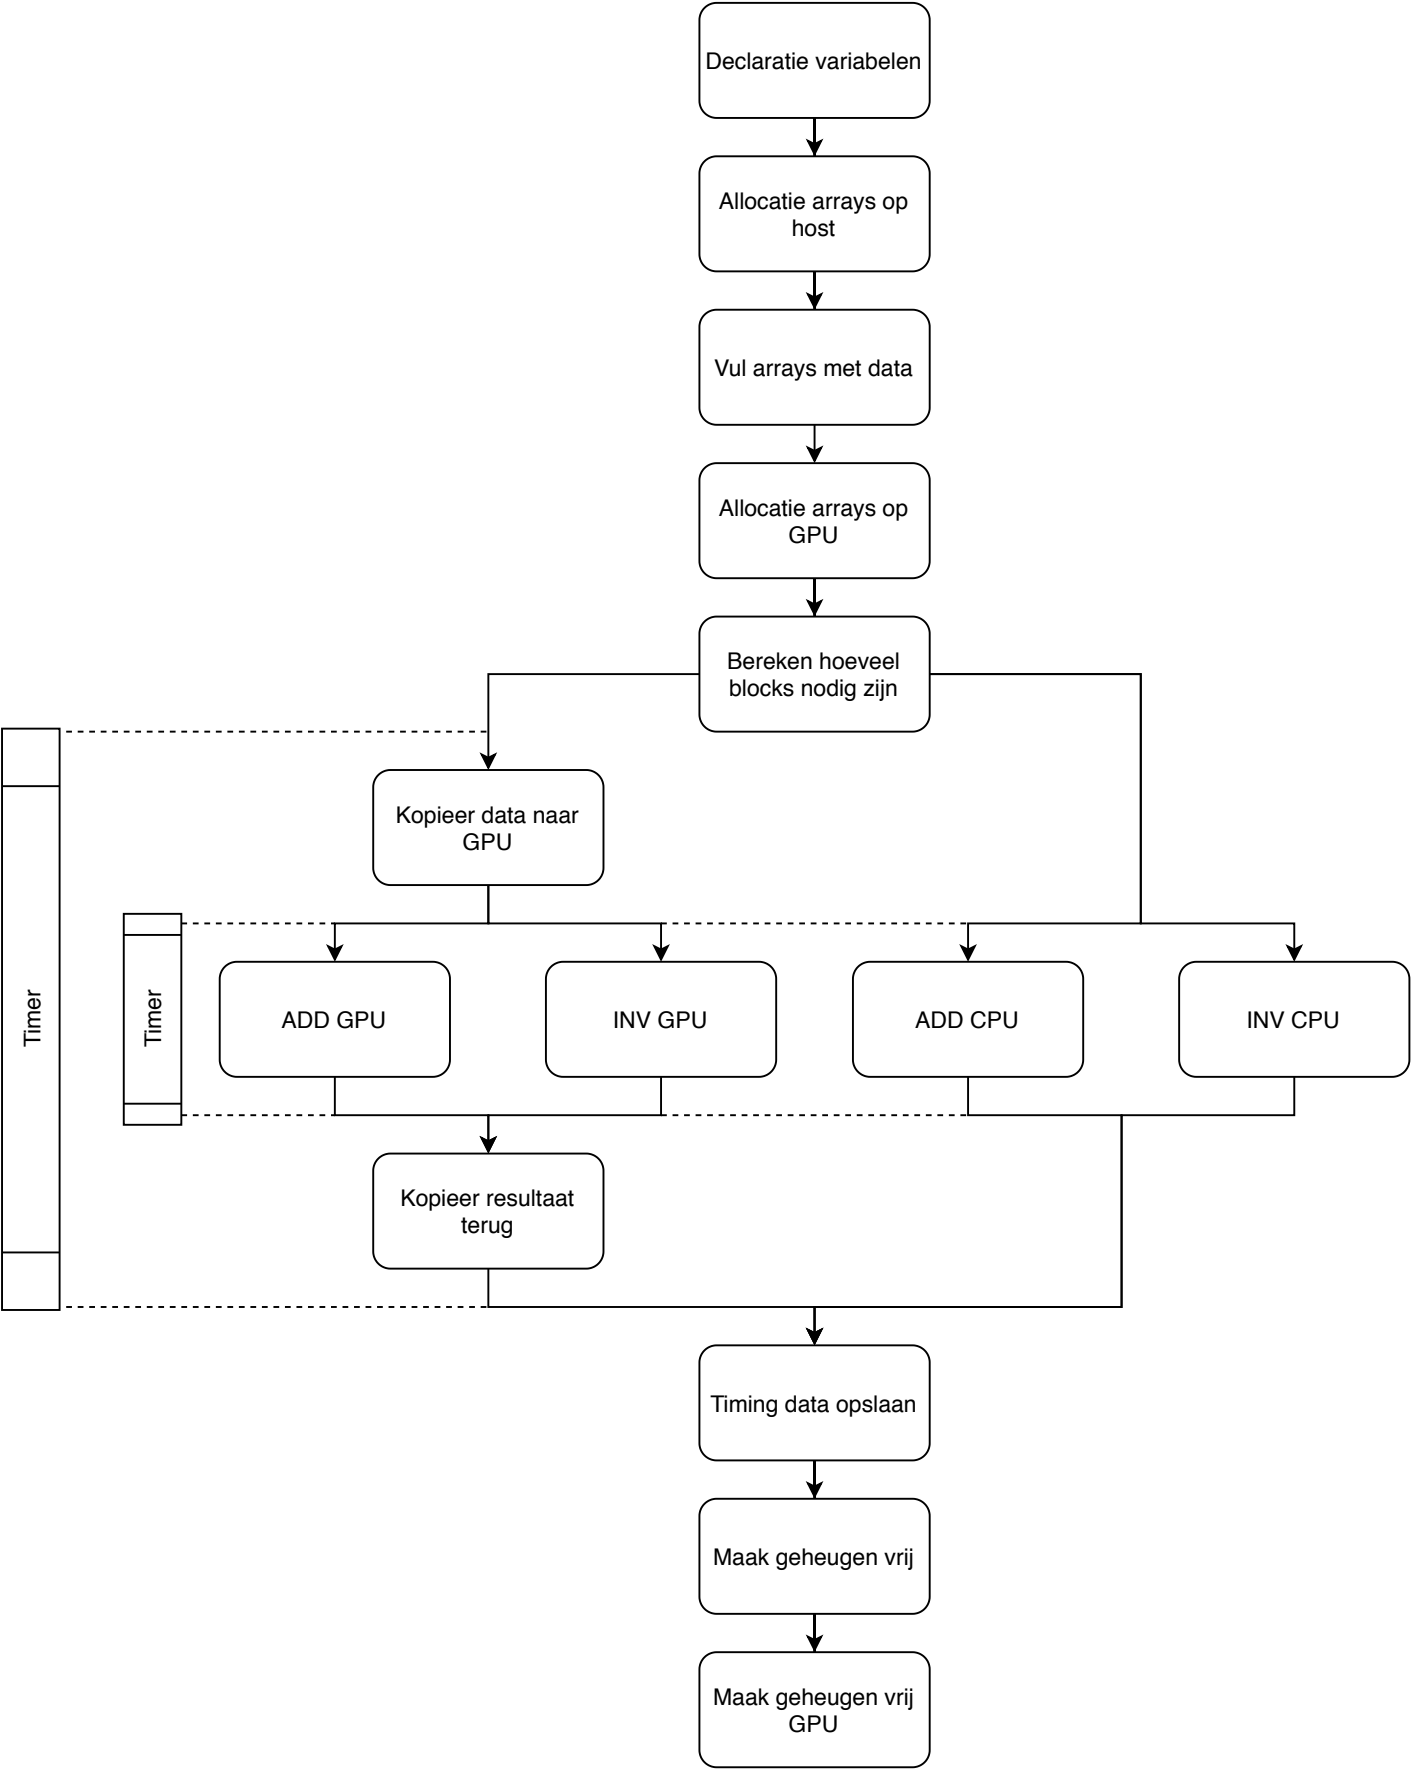 Declaratie variabelen
Allocatie arrays op
host
Vul arrays met data
Allocatie arrays op
GPU
Bereken hoeveel
blocks nodig zijn
Kopieer data naar
GPU
Timer
Timer
ADD GPU
INV GPU
ADD CPU
INV CPU
Kopieer resultaat
terug
Timing data opslaan
Maak geheugen vrij
Maak geheugen vrij
GPU